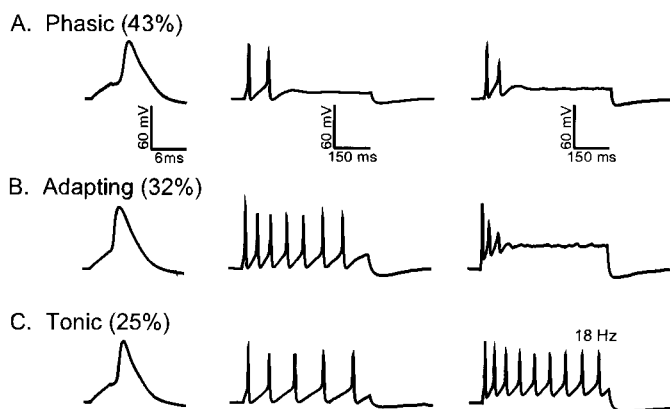 A. Phasic (43%)
60 mV
6ms
60 mV
150 ms
60 mV
150 ms
B. Adapting (32%)
C. Tonic (25%)
18 Hz